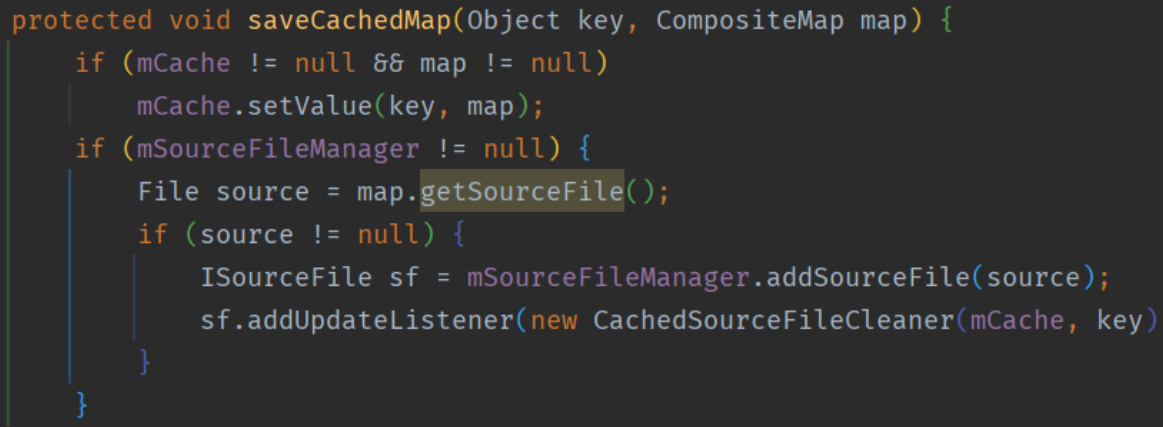 protected void saveCachedMap(Object key, CompositeMap map) {
if (mCache != null && map != null)
mCache.setValue(key, map);
if (mSourceFileManager != null) {
File source = map.getSourceFile();
if (source != null) {
ISourceFile sf = mSourceFileManager.addSourceFile(source);
sf.addUpdateListener(new CachedSourceFileCleaner(mCache, key)
}
}